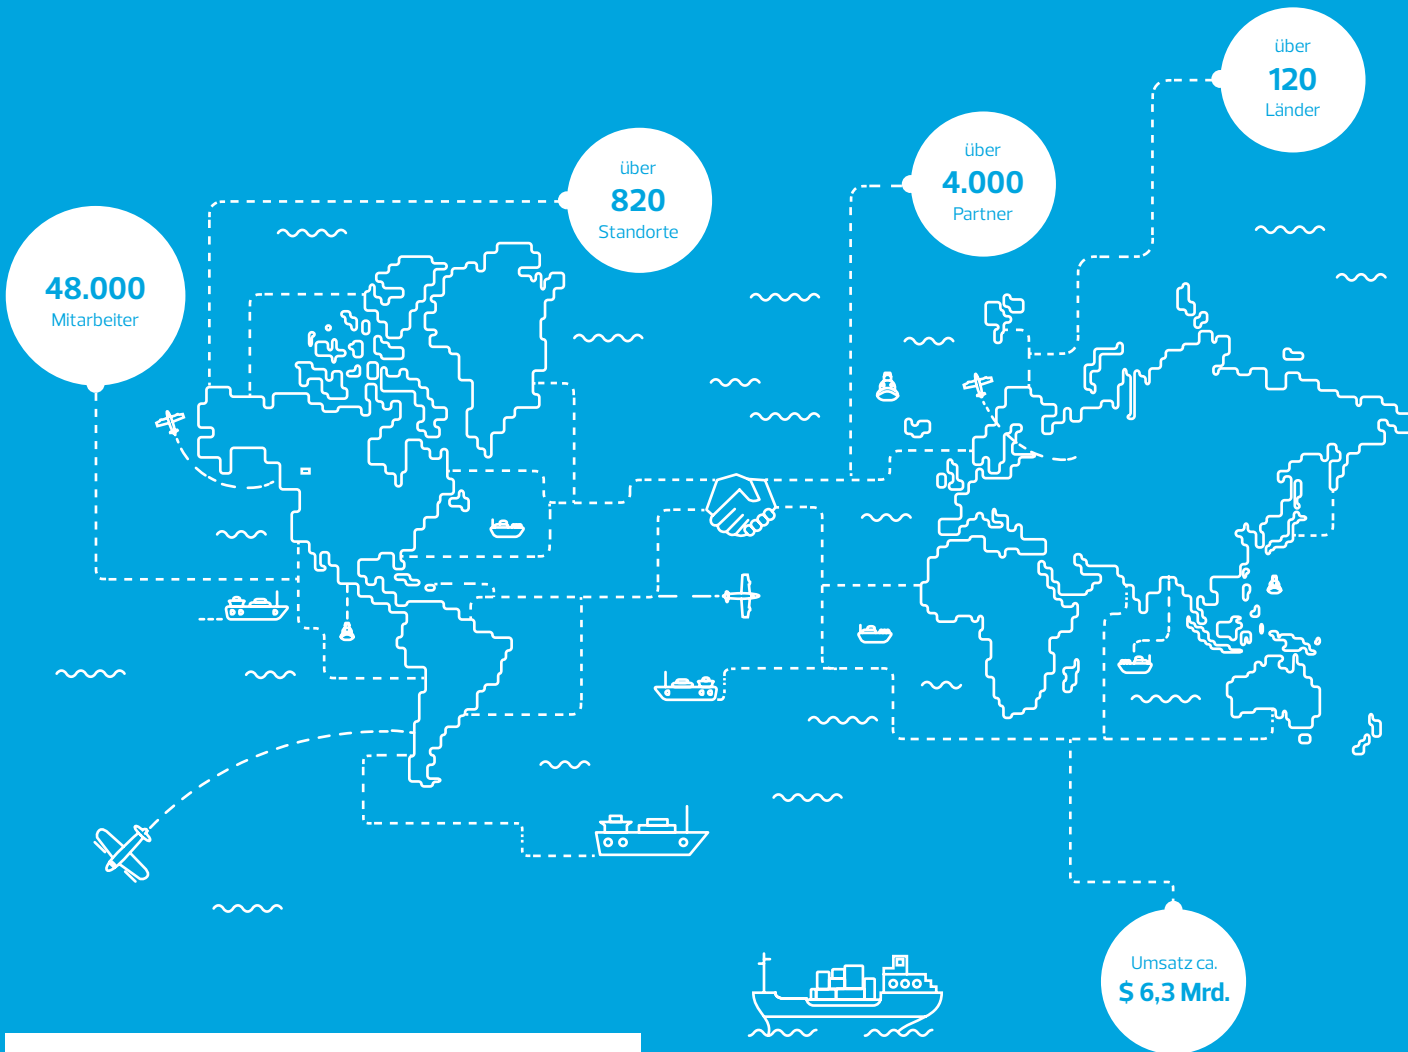 über
120
Länder
über
4.000
Partner
über
820
Standorte
48.000
Mitarbeiter
Umsatz ca.
$ 6,3 Mrd.